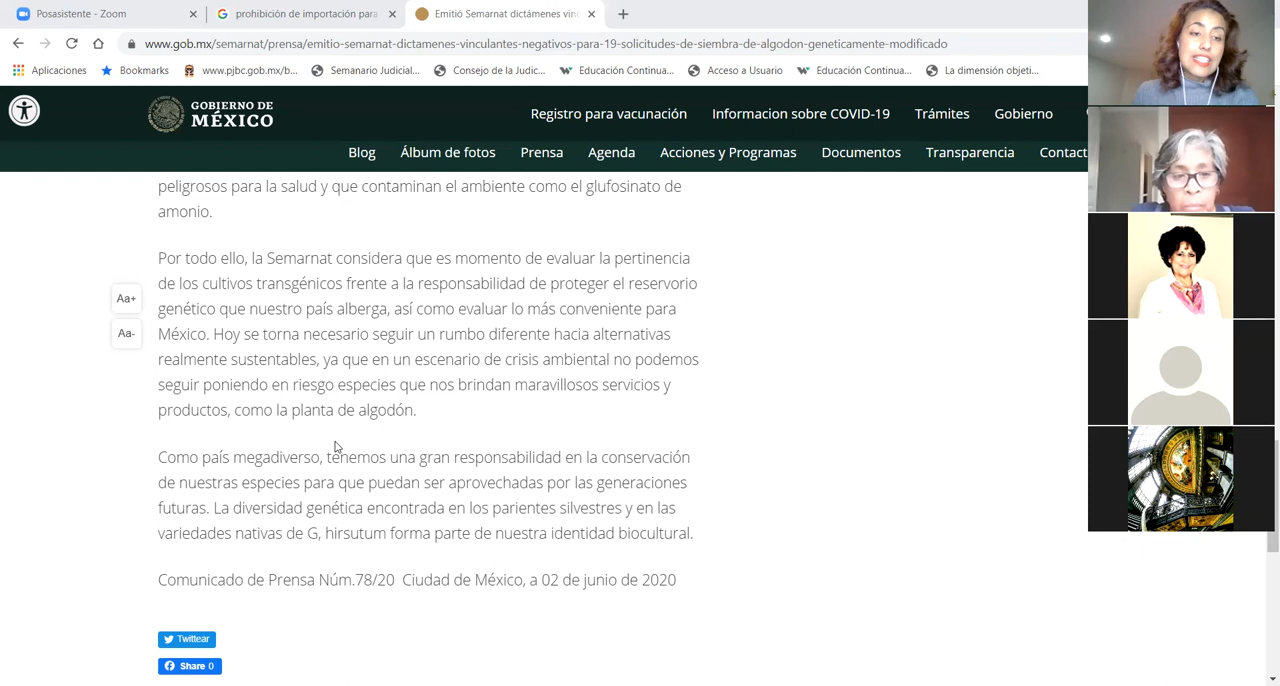 Posasistente - Zoom
prohibición de importación para
Emitió Semarnat dictámenes vinc
www.gob.mx/semarnat/prensa/emitio-semarnat-dictamenes-vinculantes-negativos-para-19-solicitudes-de-siembra-de-algodon-geneticamente-modificado
Aplicaciones Bookmarks www.pjbc.gob.mx/b... Semanario Judicial... Consejo de la Judic... Educación Continua... Acceso a Usuario Educación Continua... La dimensión objeti...
GOBIERNO DE
MÉXICO
Registro para vacunación Informacion sobre COVID-19 Trámites Gobierno
Blog Álbum de fotos Prensa Agenda Acciones y Programas Documentos Transparencia Contact
peligrosos para la salud y que contaminan el ambiente como el glufosinato de
amonio.
Por todo ello, la Semarnat considera que es momento de evaluar la pertinencia
de los cultivos transgénicos frente a la responsabilidad de proteger el reservorio
genético que nuestro país alberga, así como evaluar lo más conveniente para
México. Hoy se torna necesario seguir un rumbo diferente hacia alternativas
realmente sustentables, ya que en un escenario de crisis ambiental no podemos
seguir poniendo en riesgo especies que nos brindan maravillosos servicios y
productos, como la planta de algodón.
Aa+
Aa-
Como país megadiverso, tenemos una gran responsabilidad en la conservación
de nuestras especies para que puedan ser aprovechadas por las generaciones
futuras. La diversidad genética encontrada en los parientes silvestres y en las
variedades nativas de G, hirsutum forma parte de nuestra identidad biocultural.
Comunicado de Prensa Núm.78/20 Ciudad de México, a 02 de junio de 2020
Twittear
Share 0